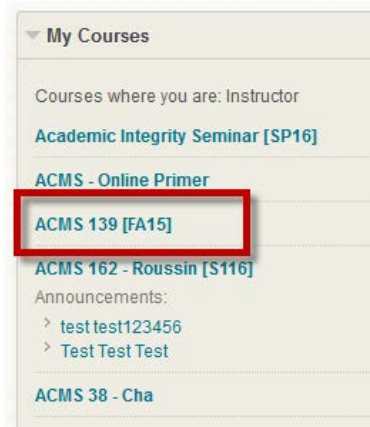 My Courses
Courses where you are: Instructor
Academic Integrity Seminar [SP16]
ACMS - Online Primer
ACMS 139 [FA15]
ACMS 162 - Roussin [S116]
Announcements:
test test123456
Test Test Test
ACMS 38 - Cha